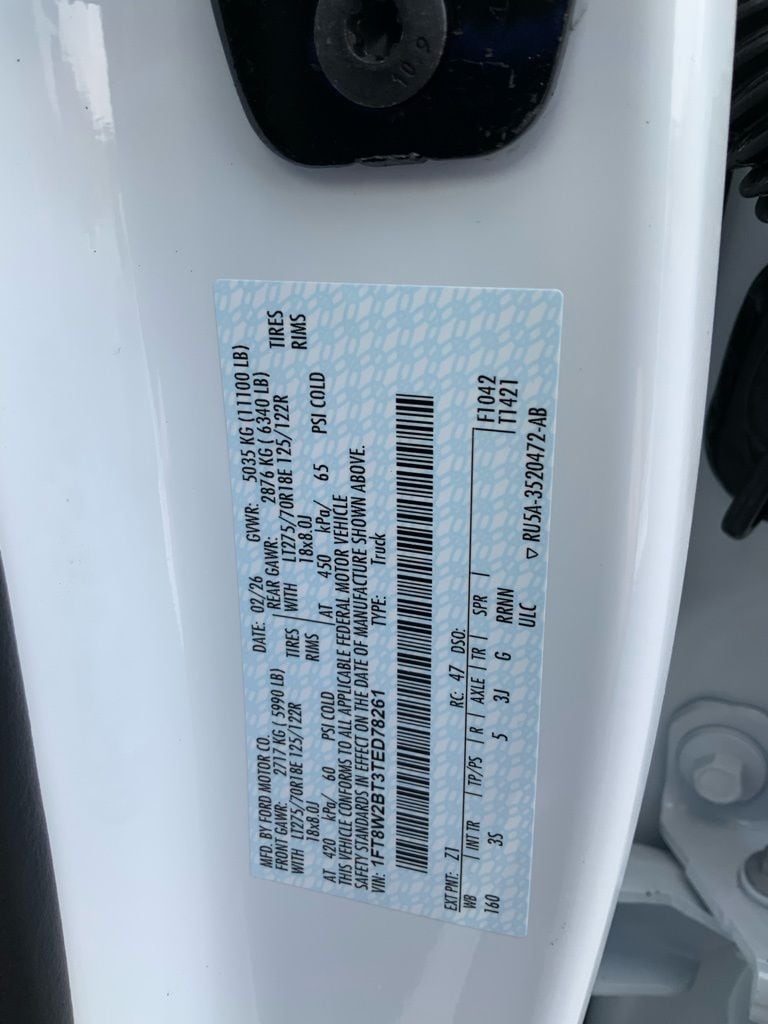 10 9
MFD. BY FORD MOTOR CO.
DATE: 02/26 GVWR: 5035 KG (11100 LB)
FRONT GAWR: 2717 KG ( 5990 LB) REAR GAWR: 2876 KG ( 6340 LB)
WITH LT275/70R18E 125/122R TIRES WITH LT275/70R18E 125/122R TIRES
18x8.0J RIMS 18x8.0J RIMS
AT 420 kPa/ 60 PSI COLD AT 450 kPa/ 65 PSI COLD
THIS VEHICLE CONFORMS TO ALL APPLICABLE FEDERAL MOTOR VEHICLE
SAFETY STANDARDS IN EFFECT ON THE DATE OF MANUFACTURE SHOWN ABOVE.
VIN: 1FT8W2BT3TED78261 TYPE: Truck
EXT PNT: Z1 RC: 47 DSO:
WB INT TR TP/PS R AXLE TR SPR F1042
160 3S 5 3J G RRNN T1421
ULC
▽ RU5A-3520472-AB